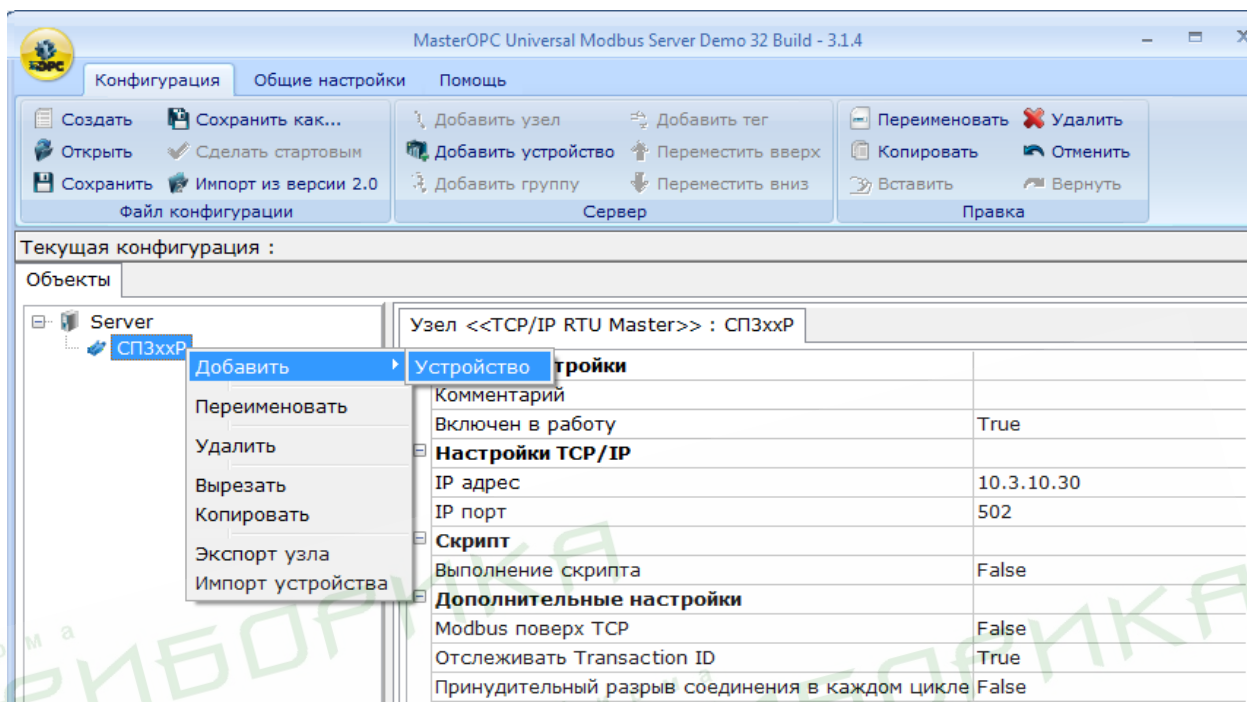 MasterOPC Universal Modbus Server Demo 32 Build - 3.1.4
OPC
Конфигурация Общие настройки Помощь
Создать Сохранить как... Добавить узел Добавить тег Переименовать Удалить
Открыть Сделать стартовым Добавить устройство Переместить вверх Копировать Отменить
Сохранить Импорт из версии 2.0 Добавить группу Переместить вниз Вставить Вернуть
Файл конфигурации Сервер Правка
Текущая конфигурация :
Объекты
Server
СП3ххР
Узел <<TCP/IP RTU Master>> : СП3ххР
Добавить
Устройство
тройки
Переименовать
Удалить
Вырезать
Копировать
Экспорт узла
Импорт устройства
Комментарий
Включен в работу True
Настройки TCP/IP
IP адрес 10.3.10.30
IP порт 502
Скрипт
Выполнение скрипта False
Дополнительные настройки
Modbus поверх TCP False
Отслеживать Transaction ID True
Принудительный разрыв соединения в каждом цикле False